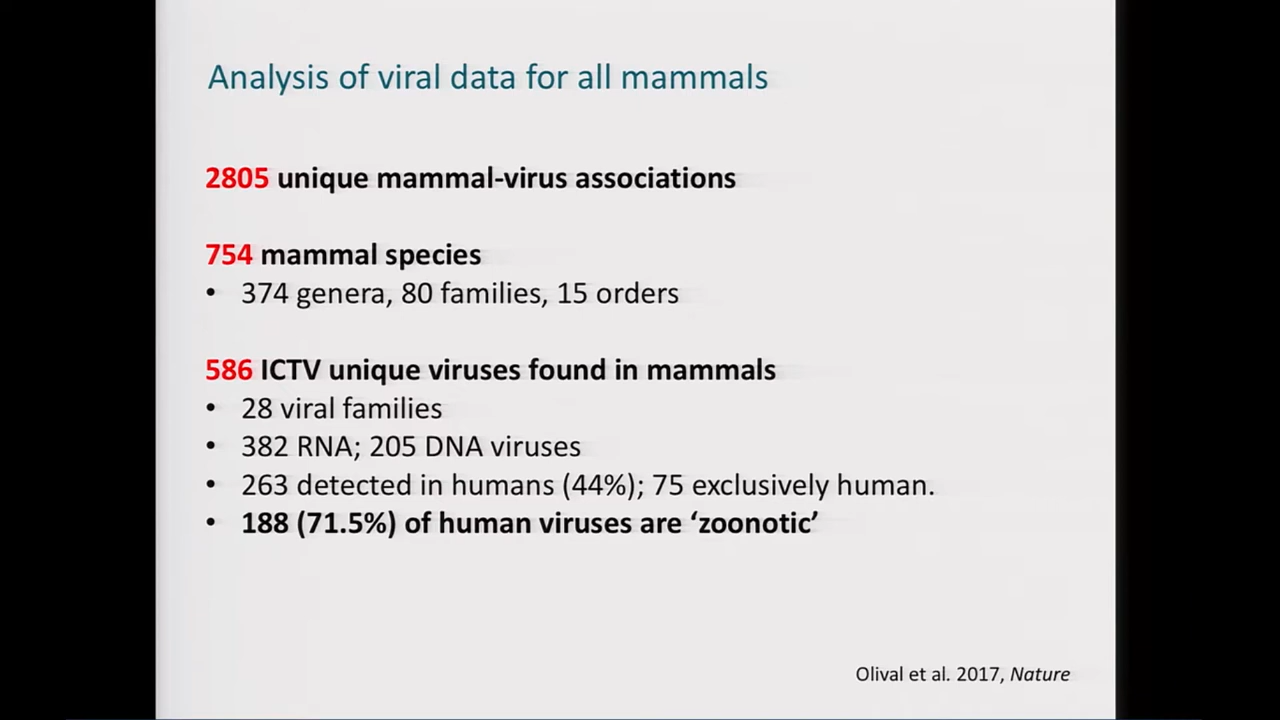 Analysis of viral data for all mammals
2805 unique mammal-virus associations
754 mammal species
• 374 genera, 80 families, 15 orders
586 ICTV unique viruses found in mammals
• 28 viral families
• 382 RNA; 205 DNA viruses
• 263 detected in humans (44%); 75 exclusively human.
• 188 (71.5%) of human viruses are ‘zoonotic’
Olival et al. 2017, Nature